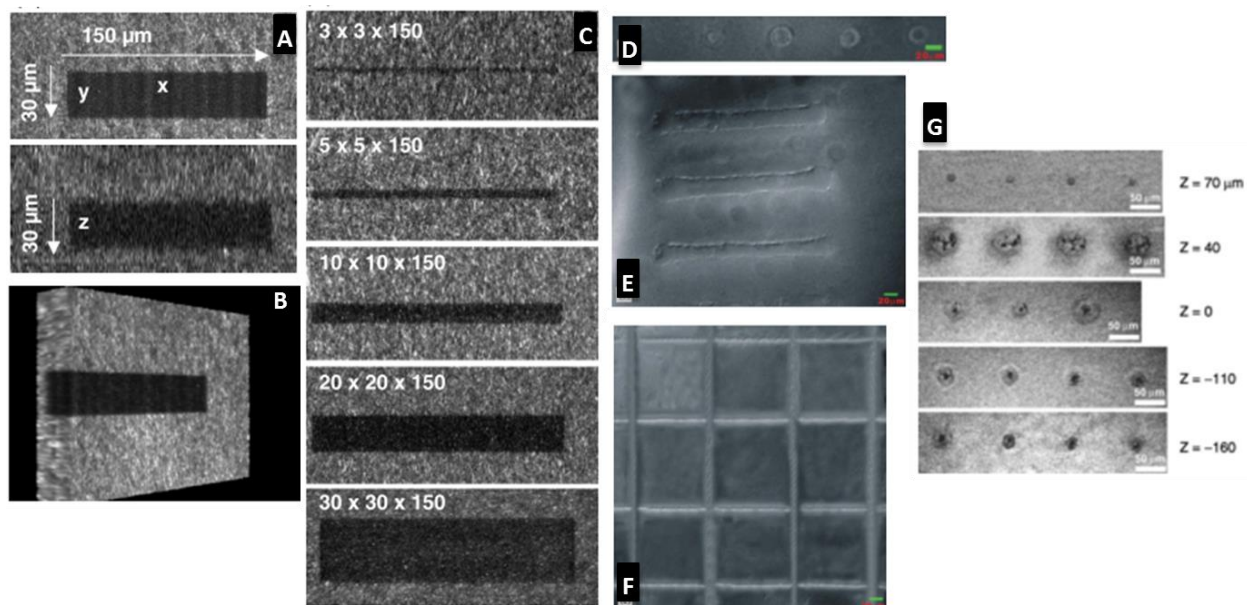 A
150 µm
30 µm
y
x
30 µm
z
B
C
3 x 3 x 150
5 x 5 x 150
10 x 10 x 150
20 x 20 x 150
30 x 30 x 150
D
E
20µm
F
G
Z = 70 µm
50 µm
Z = 40
50 µm
Z = 0
50 µm
Z = –110
50 µm
Z = –160
50 µm